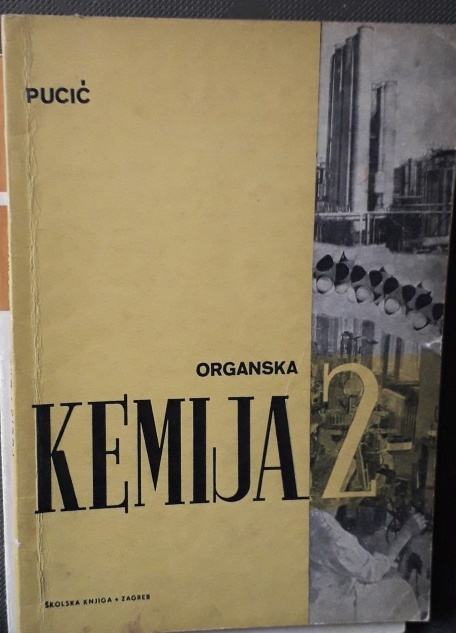 PUCIĆ
ORGANSKA
KEMIJA 2
ŠKOLSKA KNJIGA • ZAGREB